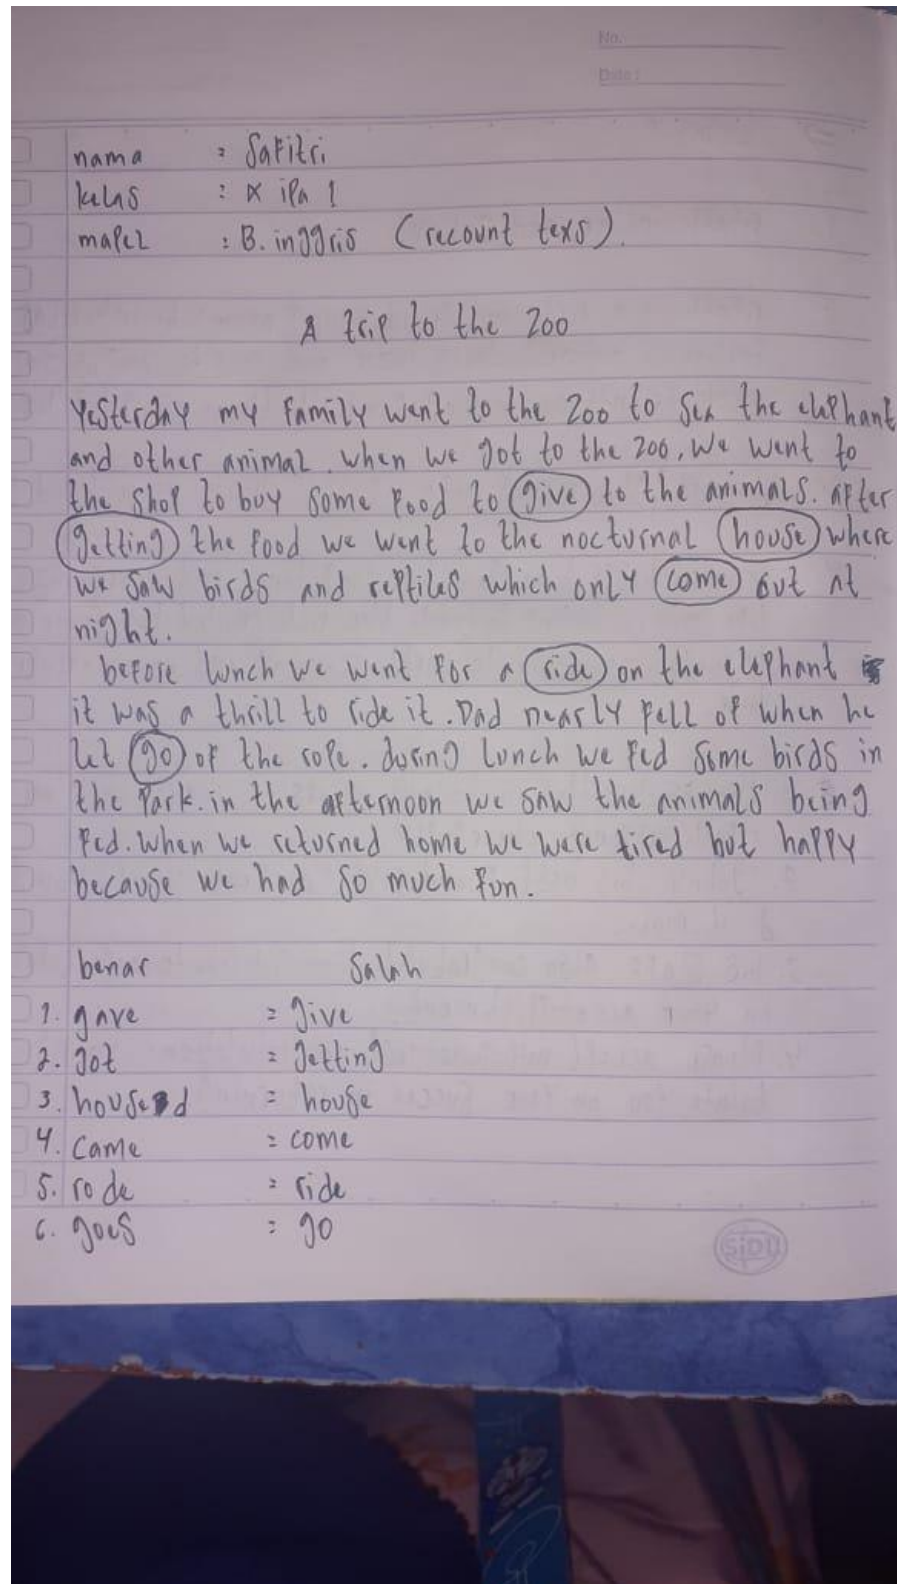 No.
Date:
nama : Safitri
kelas : X ipa 1
mapel : B. inggris (recount texs).
A trip to the zoo
Yesterday my family went to the zoo to see the elephant
and other animal. when we got to the zoo, we went to
the shop to buy some food to give to the animals. after
getting the food we went to the nocturnal house where
we saw birds and reptiles which only come out at
night.
before lunch we went for a ride on the elephant
it was a thrill to ride it. Dad nearly fell of when he
let go of the rope. during lunch we fed some birds in
the park. in the afternoon we saw the animals being
fed. when we returned home we were tired but happy
because we had so much fun.
benar salah
1. gave = give
2. got = getting
3. housed = house
4. came = come
5. rode = ride
6. goes = go
SiDU